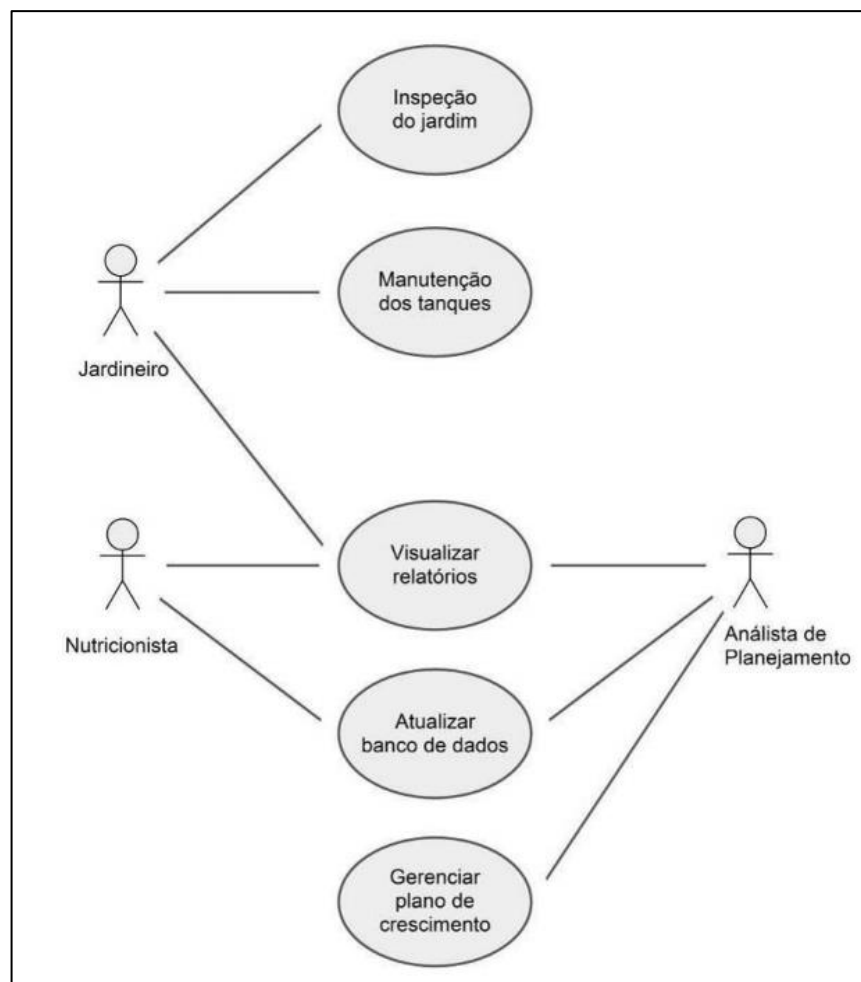 Inspeção
do jardim
Manutenção
dos tanques
Jardineiro
Visualizar
relatórios
Nutricionista
Análista de
Planejamento
Atualizar
banco de dados
Gerenciar
plano de
crescimento